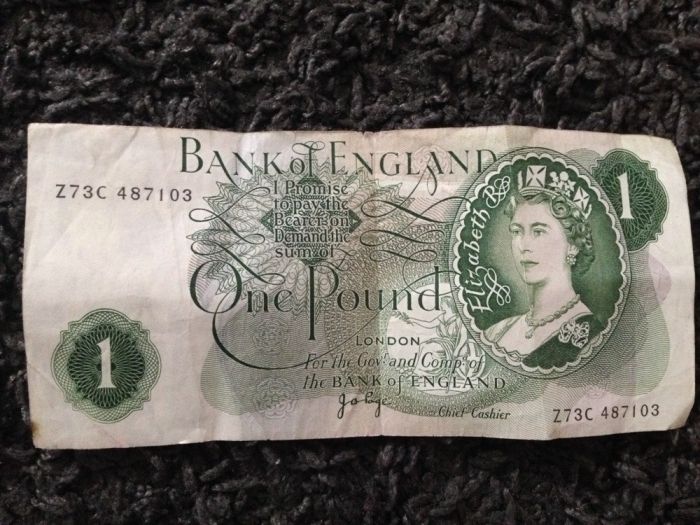 BANK of ENGLAND
Z73C 487103
I Promise
to pay the
Bearer on
Demand the
sum of
One Pound
Elizabeth
1
LONDON
For the Govr. and Compa. of
the BANK of ENGLAND
Chief Cashier
1
Z73C 487103